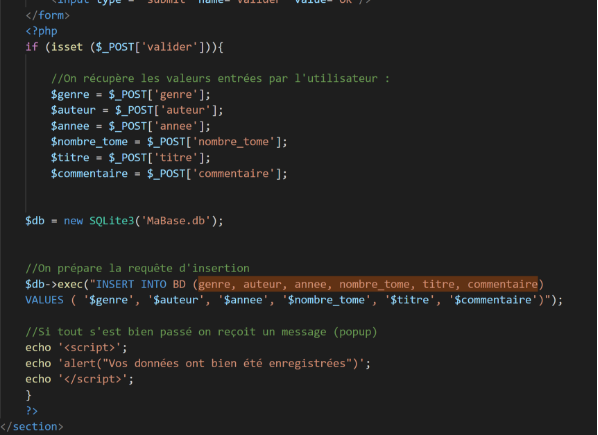 <input type = "submit" name="valider" value="OK"/>
</form>
<?php
if (isset ($_POST['valider'])){
//On récupère les valeurs entrées par l'utilisateur :
$genre = $_POST['genre'];
$auteur = $_POST['auteur'];
$annee = $_POST['annee'];
$nombre_tome = $_POST['nombre_tome'];
$titre = $_POST['titre'];
$commentaire = $_POST['commentaire'];
$db = new SQLite3('MaBase.db');
//On prépare la requête d'insertion
$db->exec("INSERT INTO BD (genre, auteur, annee, nombre_tome, titre, commentaire)
VALUES ( '$genre', '$auteur', '$annee', '$nombre_tome', '$titre', '$commentaire')");
//Si tout s'est bien passé on reçoit un message (popup)
echo '<script>';
echo 'alert("Vos données ont bien été enregistrées")';
echo '</script>';
}
?>
</section>